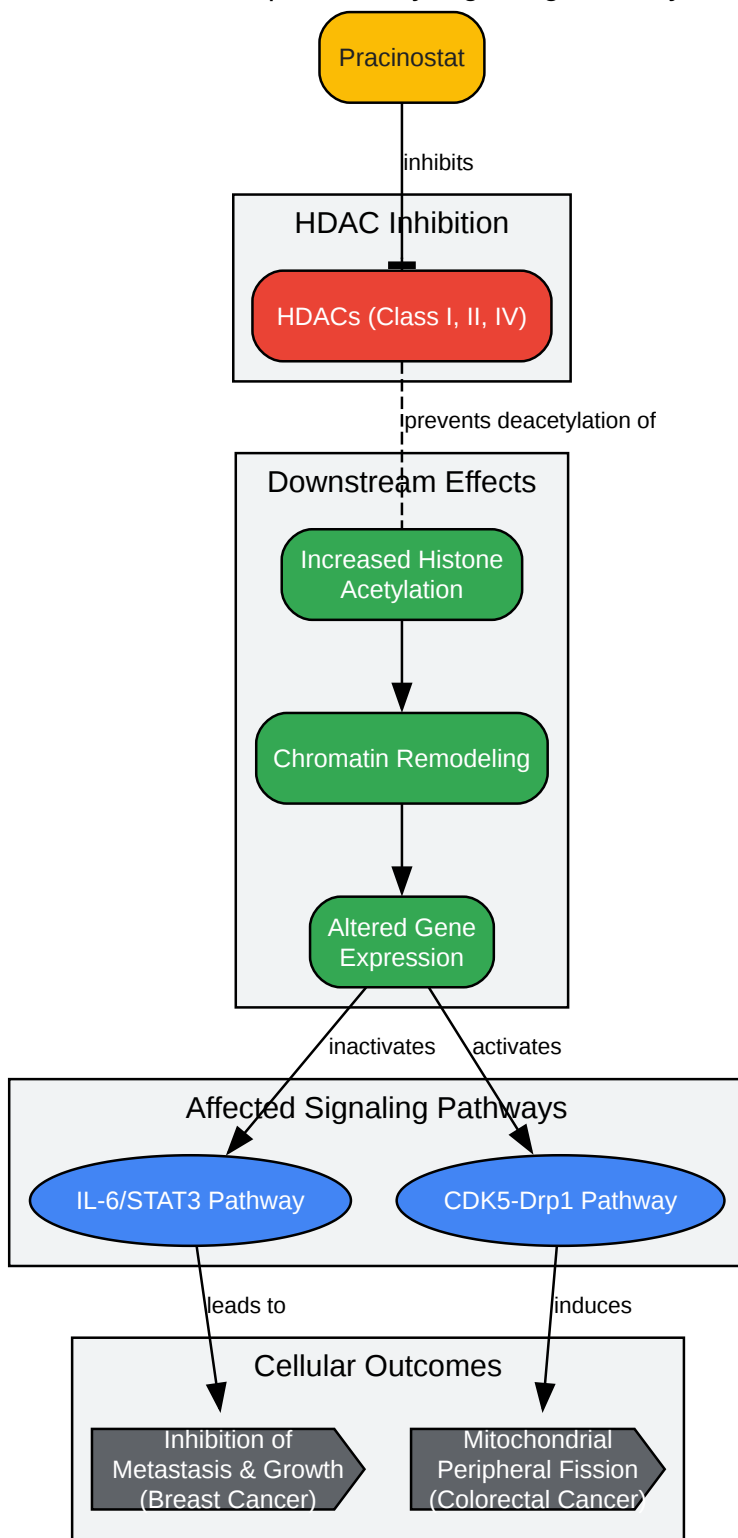 Pracinostat
inhibits
HDAC Inhibition
HDACs (Class I, II, IV)
prevents deacetylation of
Downstream Effects
Increased Histone
Acetylation
Chromatin Remodeling
Altered Gene
Expression
inactivates
activates
Affected Signaling Pathways
IL-6/STAT3 Pathway
CDK5-Drp1 Pathway
leads to
induces
Cellular Outcomes
Inhibition of
Metastasis & Growth
(Breast Cancer)
Mitochondrial
Peripheral Fission
(Colorectal Cancer)